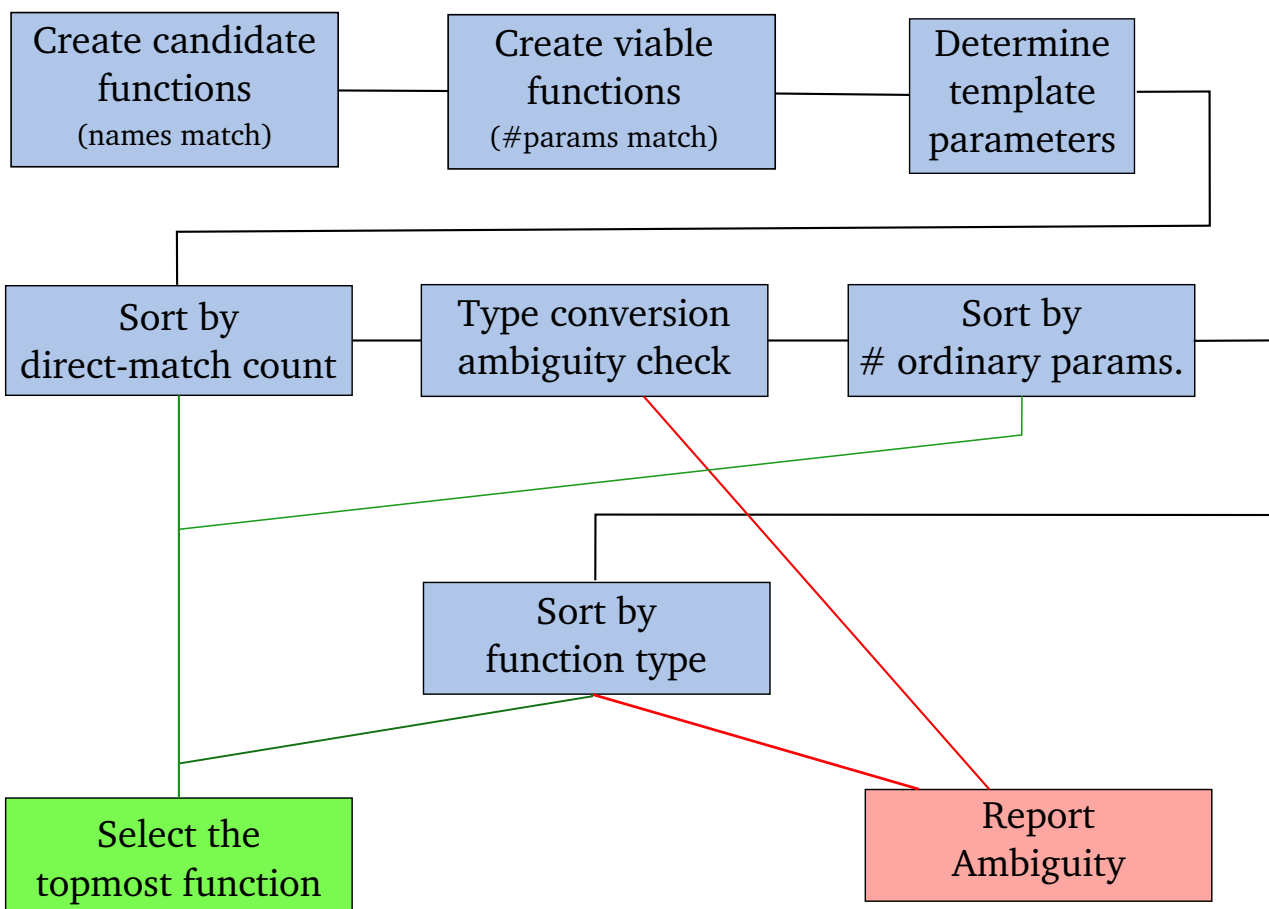 Create candidate
functions
(names match)
Create viable
functions
(#params match)
Determine
template
parameters
Sort by
direct-match count
Type conversion
ambiguity check
Sort by
# ordinary params.
Sort by
function type
Select the
topmost function
Report
Ambiguity